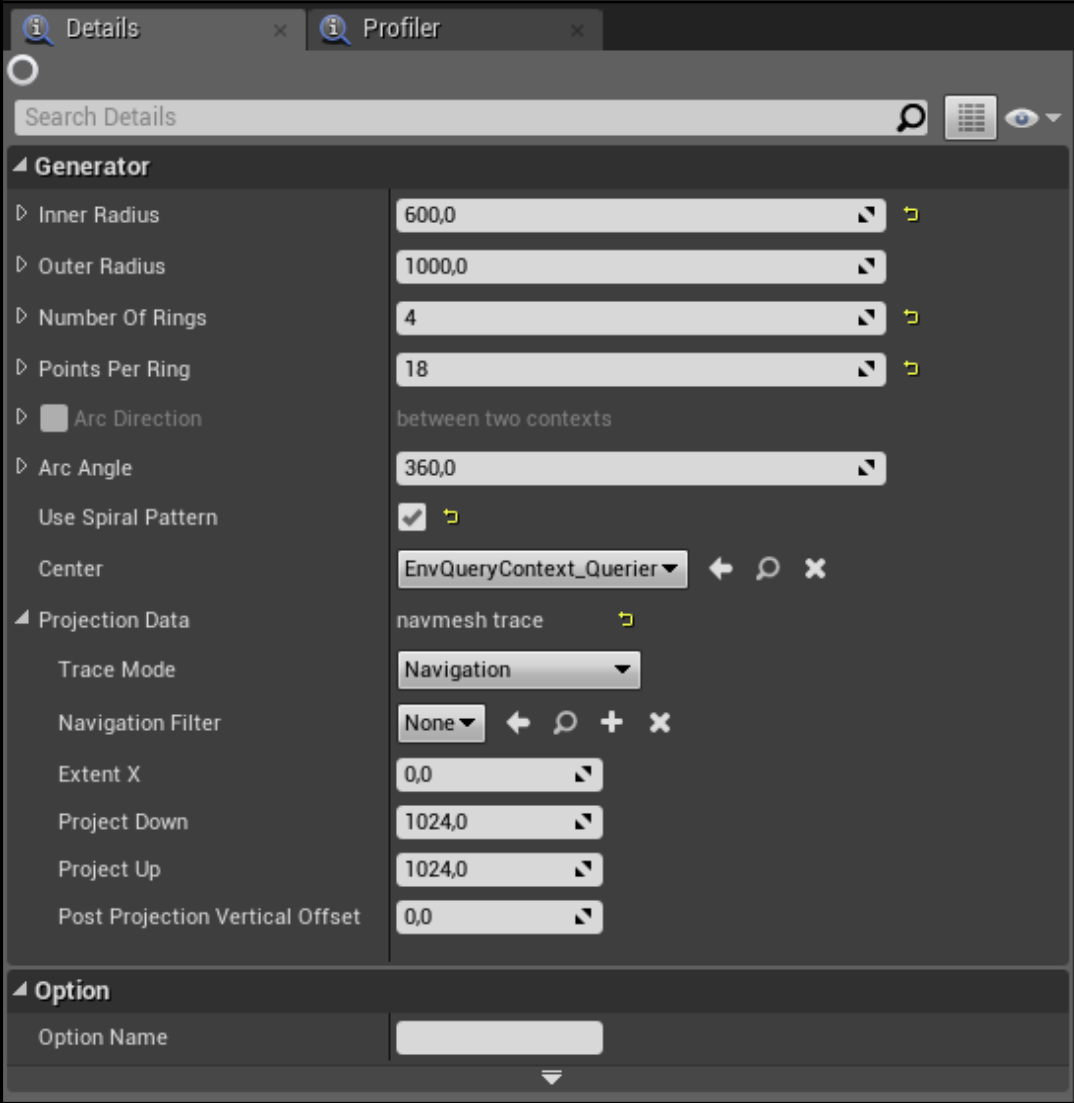 Details
Profiler
Search Details
Generator
Inner Radius 600,0
Outer Radius 1000,0
Number Of Rings 4
Points Per Ring 18
Arc Direction between two contexts
Arc Angle 360,0
Use Spiral Pattern
Center EnvQueryContext_Querier
Projection Data navmesh trace
Trace Mode Navigation
Navigation Filter None
Extent X 0,0
Project Down 1024,0
Project Up 1024,0
Post Projection Vertical Offset 0,0
Option
Option Name